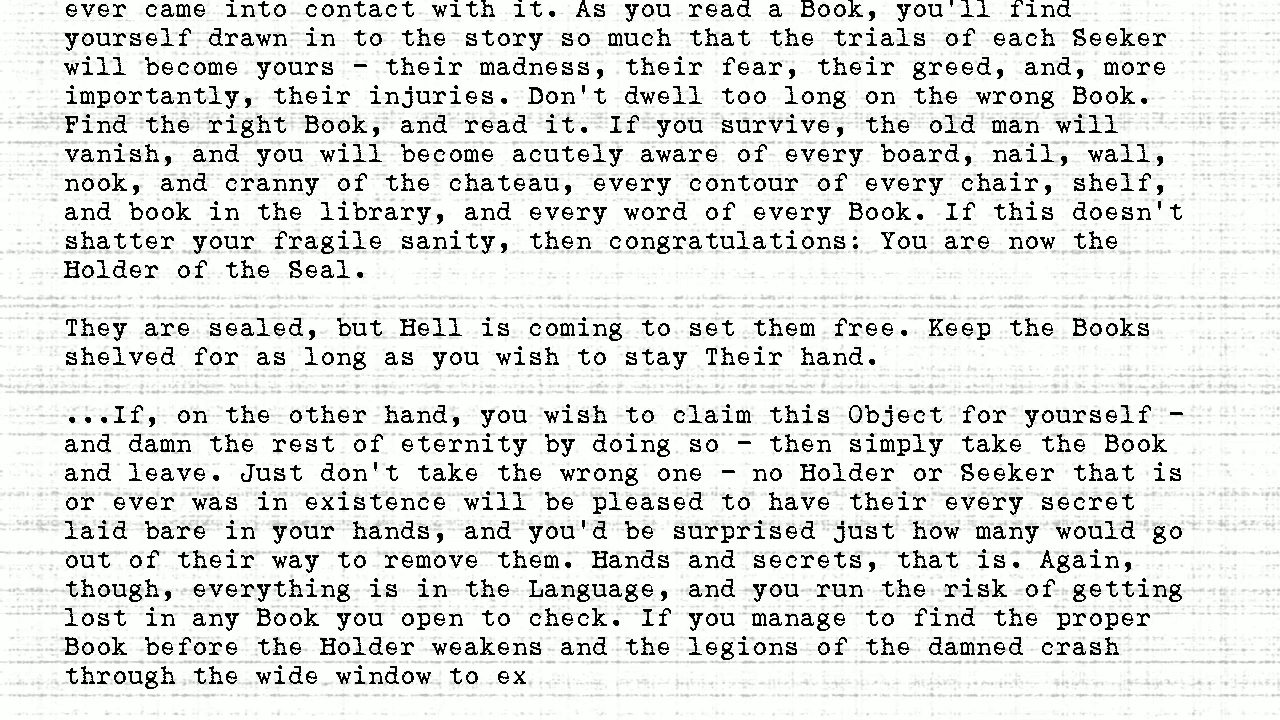 ever came into contact with it. As you read a Book, you'll find
yourself drawn in to the story so much that the trials of each Seeker
will become yours - their madness, their fear, their greed, and, more
importantly, their injuries. Don't dwell too long on the wrong Book.
Find the right Book, and read it. If you survive, the old man will
vanish, and you will become acutely aware of every board, nail, wall,
nook, and cranny of the chateau, every contour of every chair, shelf,
and book in the library, and every word of every Book. If this doesn't
shatter your fragile sanity, then congratulations: You are now the
Holder of the Seal.

They are sealed, but Hell is coming to set them free. Keep the Books
shelved for as long as you wish to stay Their hand.

...If, on the other hand, you wish to claim this Object for yourself -
and damn the rest of eternity by doing so - then simply take the Book
and leave. Just don't take the wrong one - no Holder or Seeker that is
or ever was in existence will be pleased to have their every secret
laid bare in your hands, and you'd be surprised just how many would go
out of their way to remove them. Hands and secrets, that is. Again,
though, everything is in the Language, and you run the risk of getting
lost in any Book you open to check. If you manage to find the proper
Book before the Holder weakens and the legions of the damned crash
through the wide window to ex